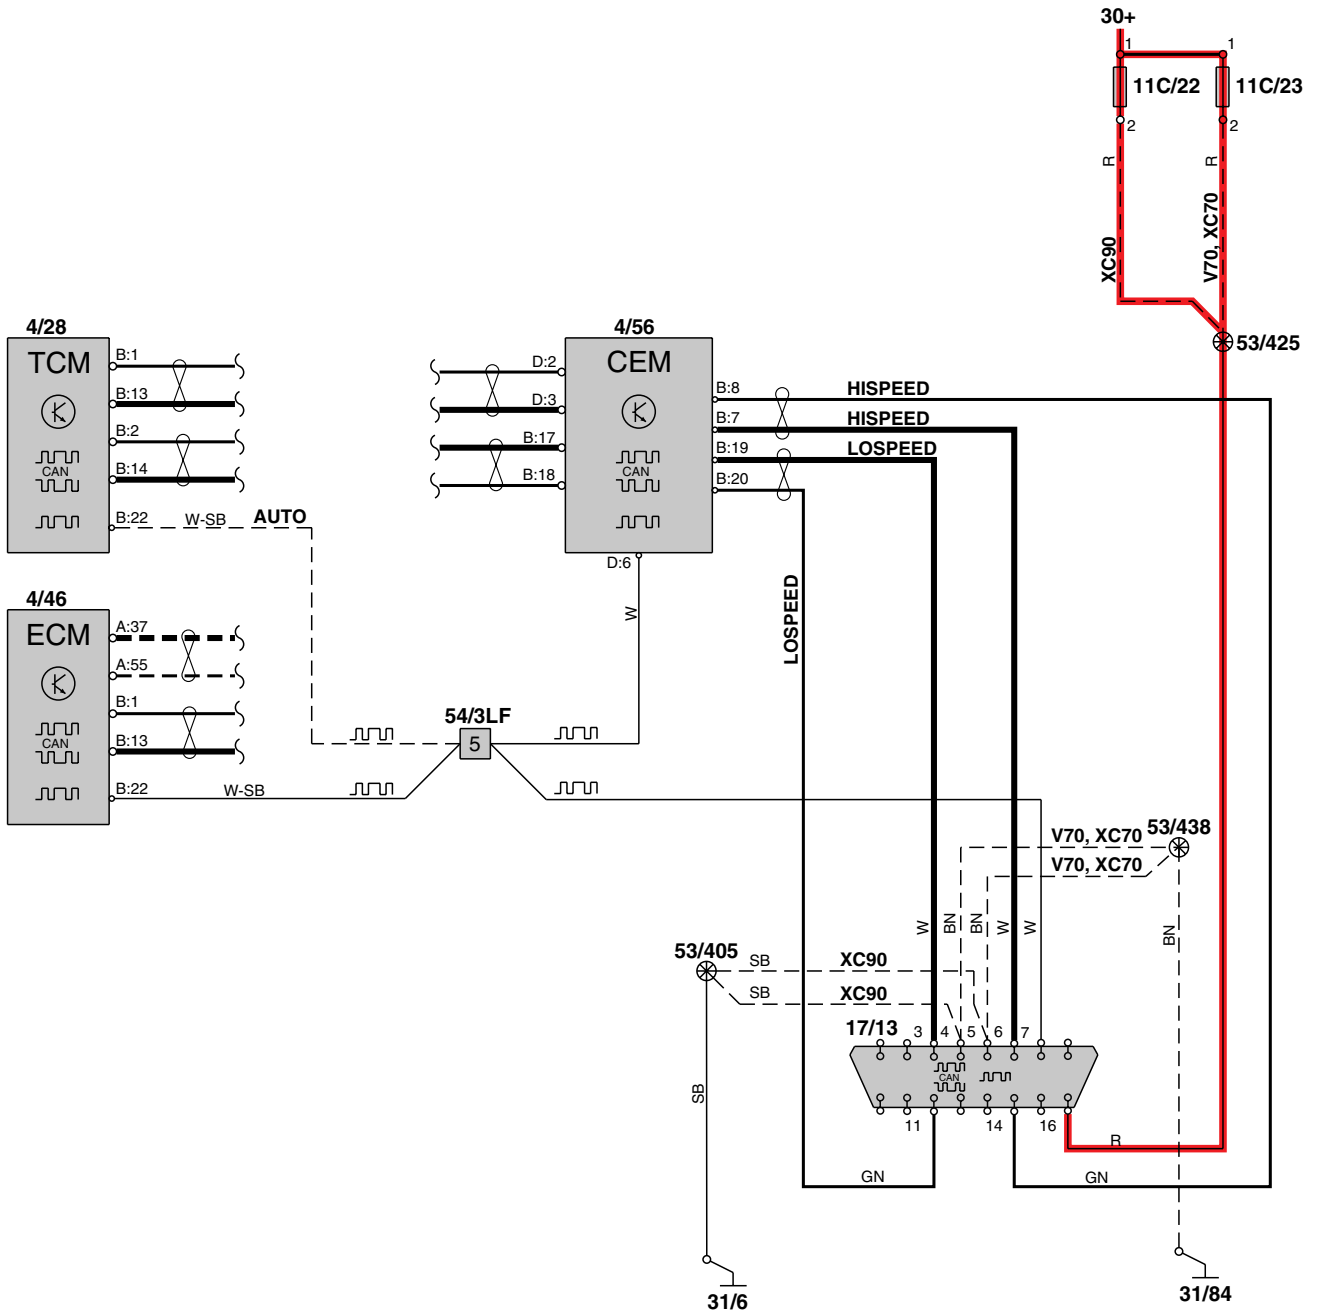 30+
1
1
11C/22
11C/23
2
2
R
R
XC90
V70, XC70
53/425
4/28
TCM
B:1
B:13
B:2
CAN
B:14
B:22
W-SB
AUTO
4/56
CEM
D:2
D:3
B:17
CAN
B:18
D:6
B:8
HISPEED
B:7
HISPEED
B:19
LOSPEED
B:20
LOSPEED
W
4/46
ECM
A:37
A:55
B:1
CAN
B:13
B:22
W-SB
54/3LF
5
V70, XC70
53/438
V70, XC70
W
BN
BN
W
W
BN
53/405
SB
XC90
SB
XC90
17/13
3
4
5
6
7
CAN
11
14
16
SB
R
GN
GN
31/6
31/84